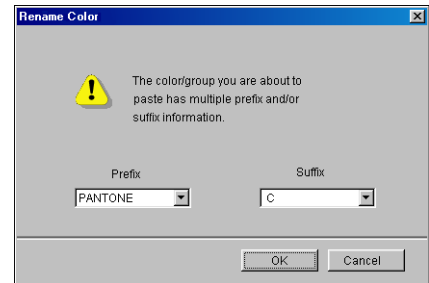 Rename Color
The color/group you are about to
paste has multiple prefix and/or
suffix information.
Prefix Suffix
PANTONE C
OK Cancel